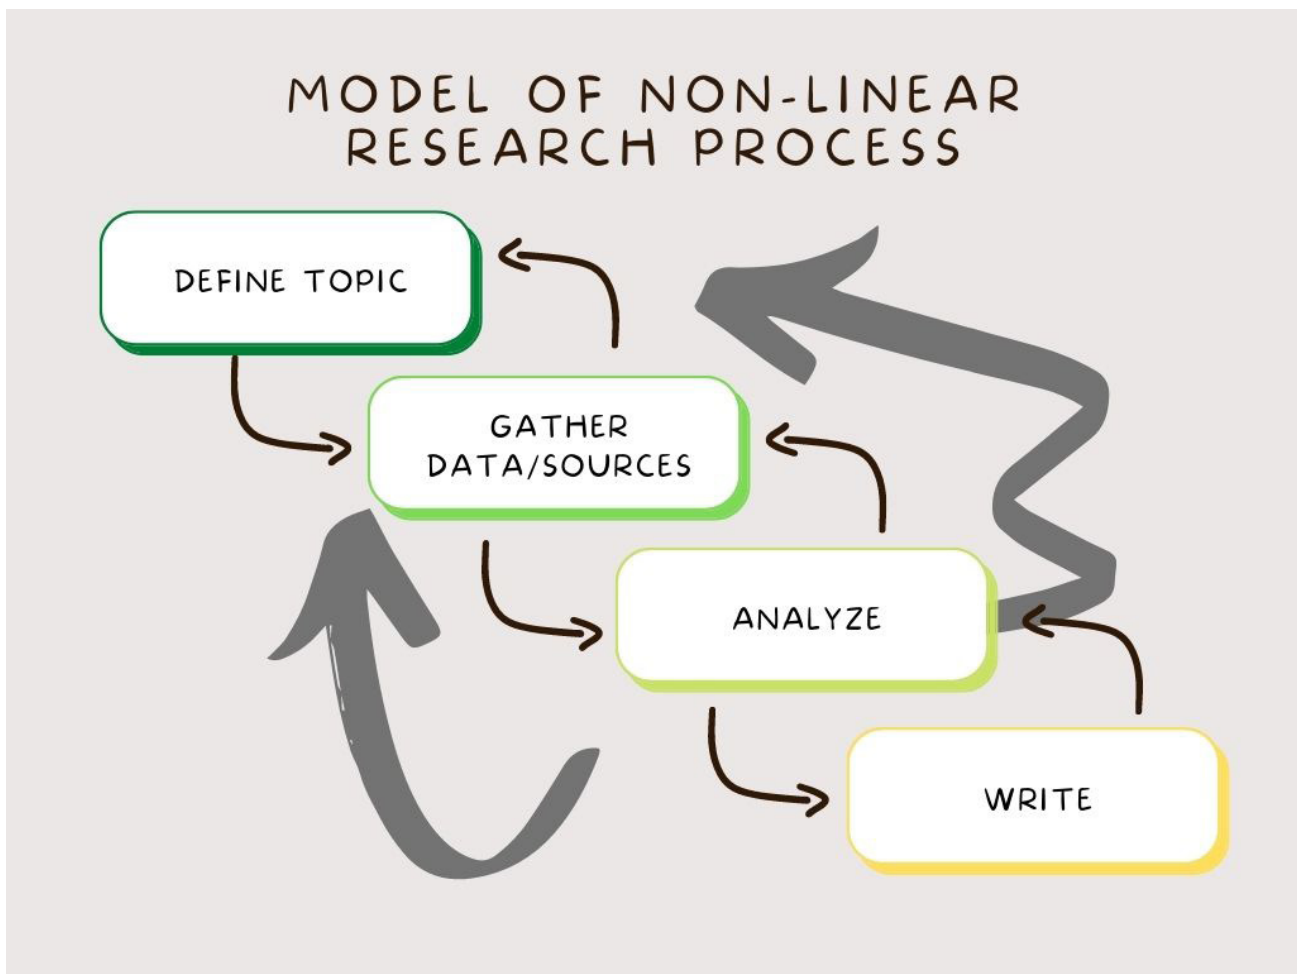 MODEL OF NON-LINEAR
RESEARCH PROCESS
DEFINE TOPIC
GATHER
DATA/SOURCES
ANALYZE
WRITE